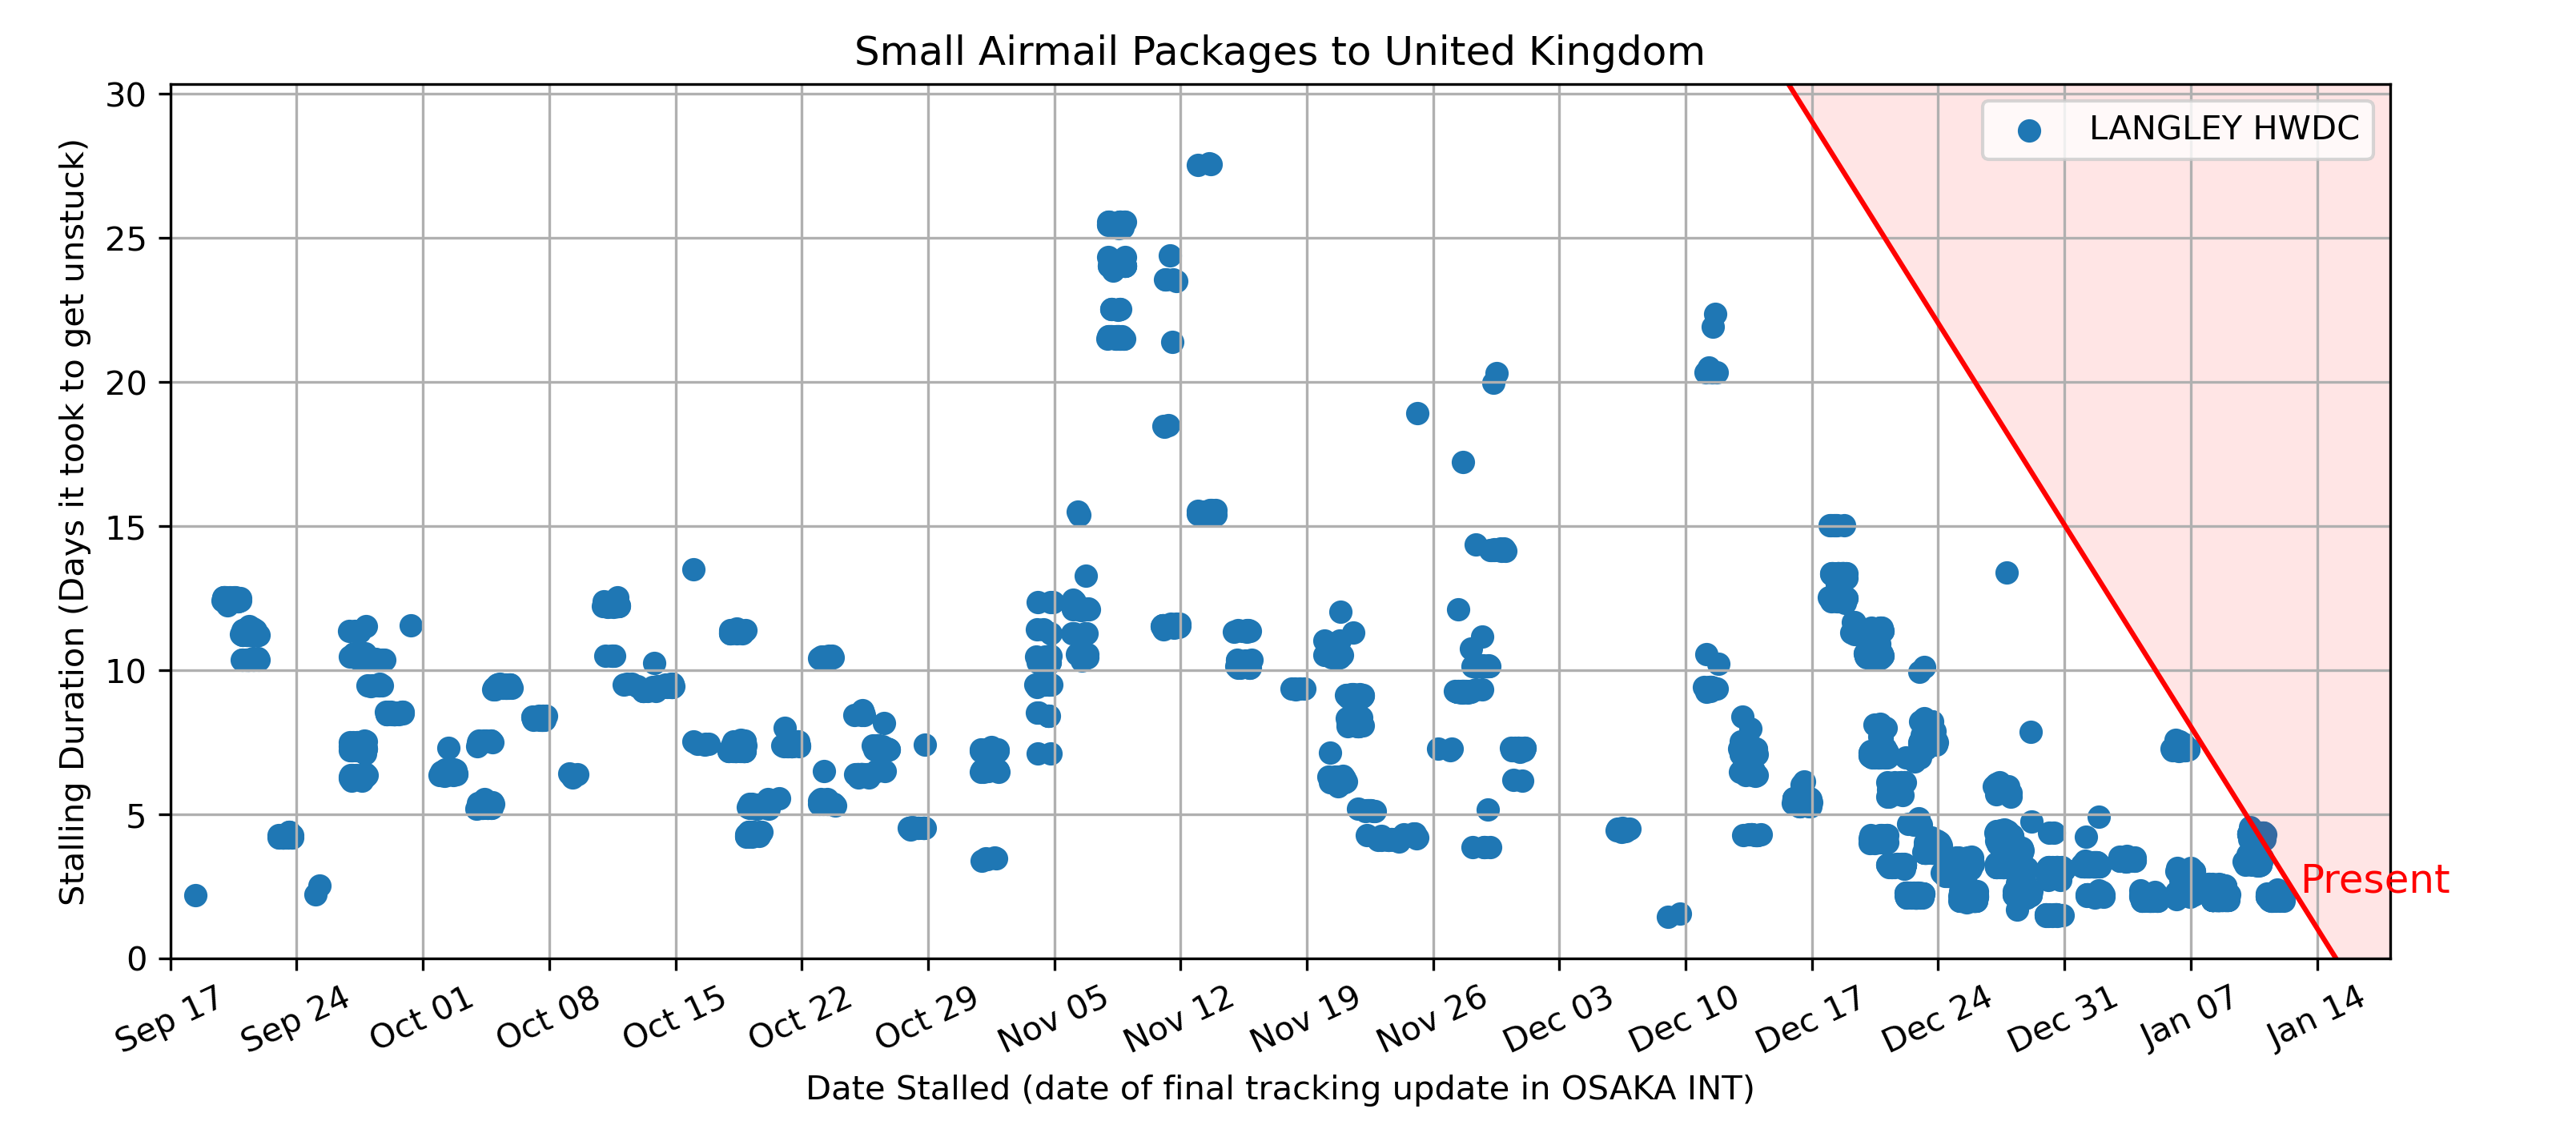 Small Airmail Packages to United Kingdom
LANGLEY HWDC
Stalling Duration (Days it took to get unstuck)
30
25
20
15
10
5
0
Present
Sep 17 Sep 24 Oct 01 Oct 08 Oct 15 Oct 22 Oct 29 Nov 05 Nov 12 Nov 19 Nov 26 Dec 03 Dec 10 Dec 17 Dec 24 Dec 31 Jan 07 Jan 14
Date Stalled (date of final tracking update in OSAKA INT)